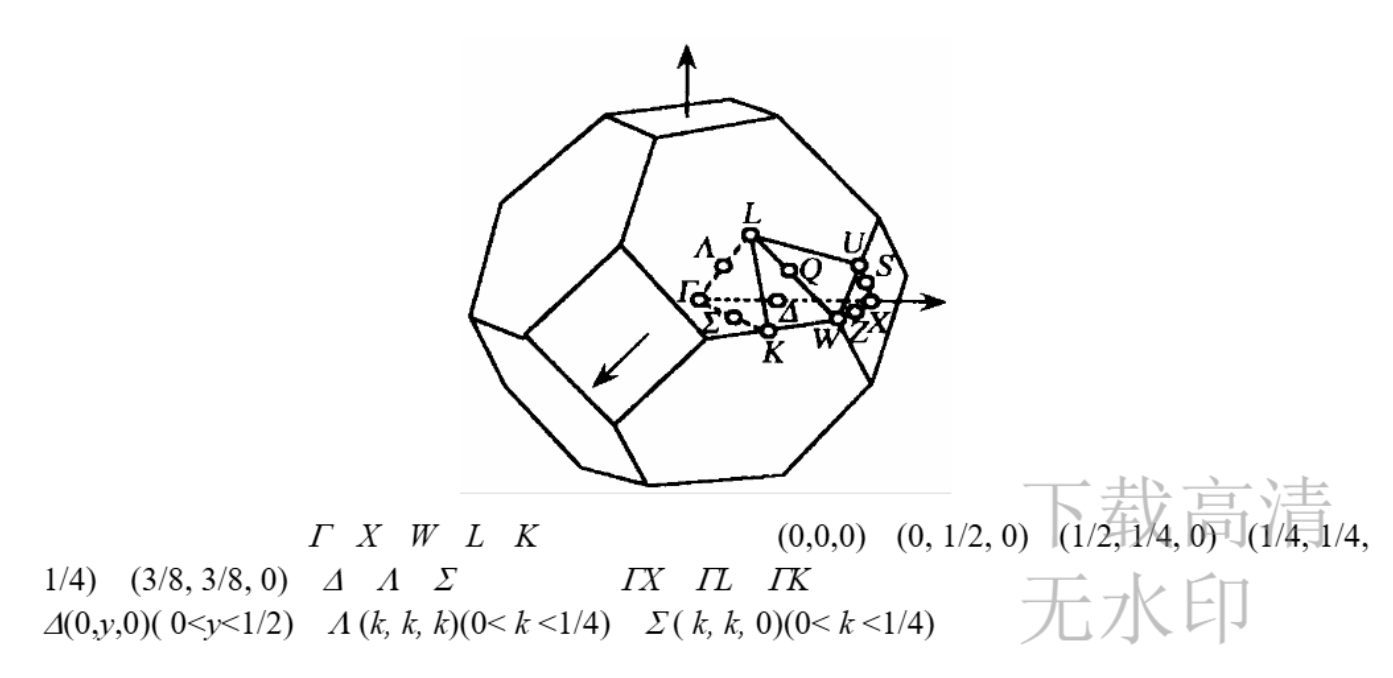 L
Λ
U
Q
S
Γ
Δ
Σ
K
W
Z
X
Γ X W L K (0,0,0) (0, 1/2, 0) (1/2, 1/4, 0) (1/4, 1/4,
1/4) (3/8, 3/8, 0) Δ Λ Σ ΓX ΓL ΓK
Δ(0,y,0)( 0<y<1/2) Λ (k, k, k)(0< k <1/4) Σ ( k, k, 0)(0< k <1/4)
下载高清
无水印